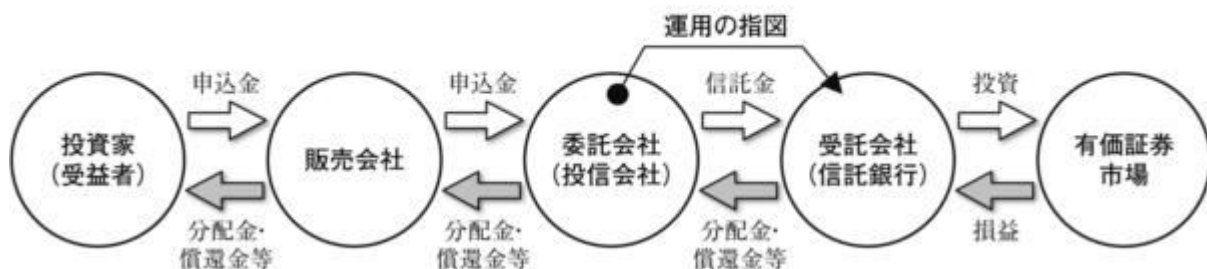 運用の指図
申込金
申込金
信託金
投資
投資家
(受益者)
販売会社
委託会社
(投信会社)
受託会社
(信託銀行)
有価証券
市場
分配金・
償還金等
分配金・
償還金等
分配金・
償還金等
損益